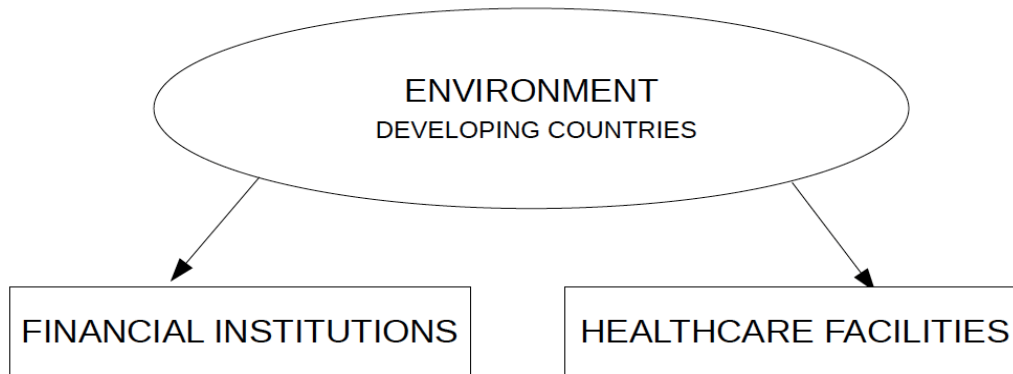 ENVIRONMENT
DEVELOPING COUNTRIES
FINANCIAL INSTITUTIONS
HEALTHCARE FACILITIES